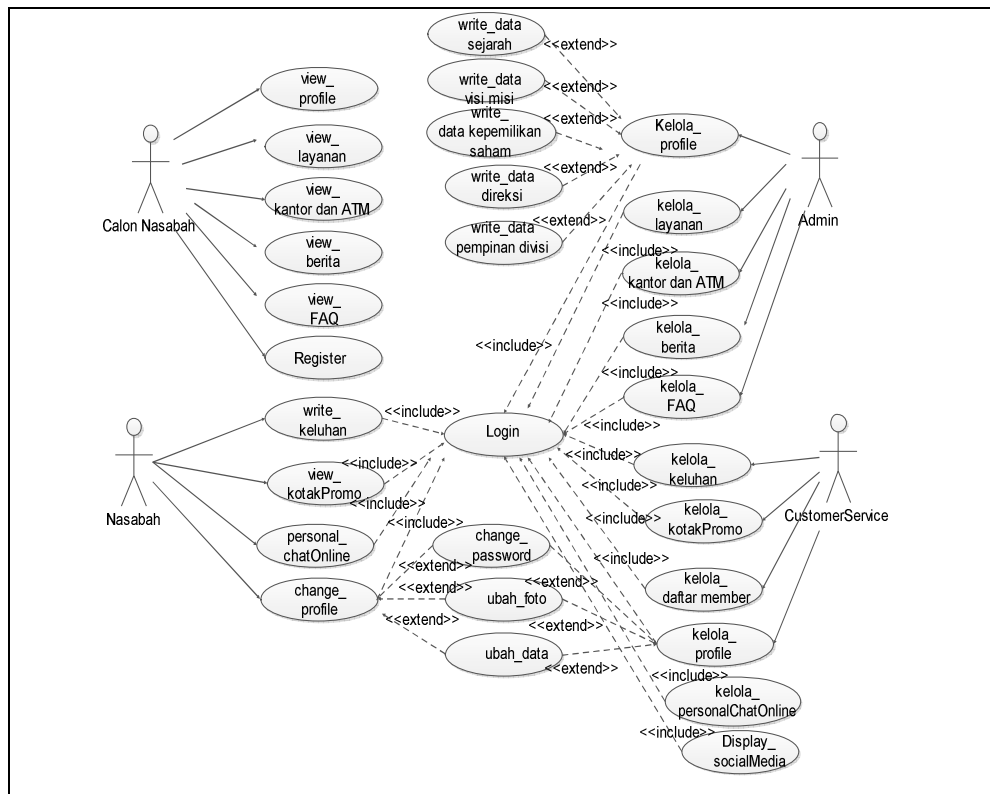 write_data
sejarah
<<extend>>
write_data
visi misi
<<extend>>
write_
data kepemilikan
saham
<<extend>>
write_data
direksi
<<extend>>
write_data
pempinan divisi
<<extend>>
view_
profile
view_
layanan
view_
kantor dan ATM
view_
berita
view_
FAQ
Register
Calon Nasabah
Kelola_
profile
kelola_
layanan
<<include>>
kelola_
kantor dan ATM
<<include>>
kelola_
berita
<<include>>
kelola_
FAQ
<<include>>
Admin
<<include>>
Login
write_
keluhan
<<include>>
view_
kotakPromo
<<include>>
<<include>>
personal_
chatOnline
<<include>>
change_
profile
Nasabah
change_
password
<<extend>>
<<extend>>
ubah_foto
<<extend>>
<<extend>>
<<extend>>
ubah_data
<<extend>>
kelola_
keluhan
<<include>>
kelola_
kotakPromo
<<include>>
<<include>>
CustomerService
kelola_
daftar member
<<include>>
kelola_
profile
<<include>>
kelola_
personalChatOnline
<<include>>
Display_
socialMedia